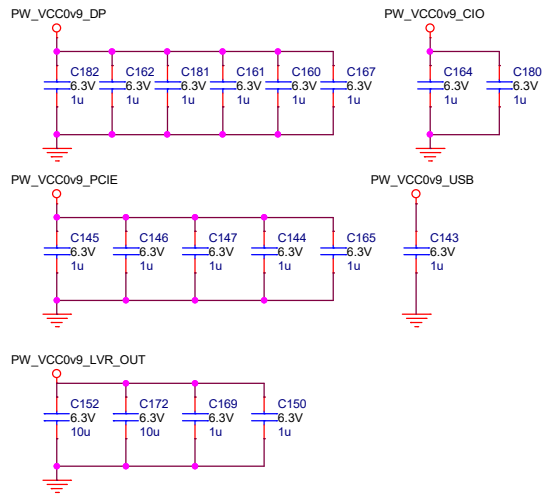 PW_VCC0v9_DP
PW_VCC0v9_CIO
C182 C162 C181 C161 C160 C167 C164 C180
6.3V 6.3V 6.3V 6.3V 6.3V 6.3V 6.3V 6.3V
1u 1u 1u 1u 1u 1u 1u 1u
PW_VCC0v9_PCIE
PW_VCC0v9_USB
C145 C146 C147 C144 C165 C143
6.3V 6.3V 6.3V 6.3V 6.3V 6.3V
1u 1u 1u 1u 1u 1u
PW_VCC0v9_LVR_OUT
C152 C172 C169 C150
6.3V 6.3V 6.3V 6.3V
10u 10u 1u 1u